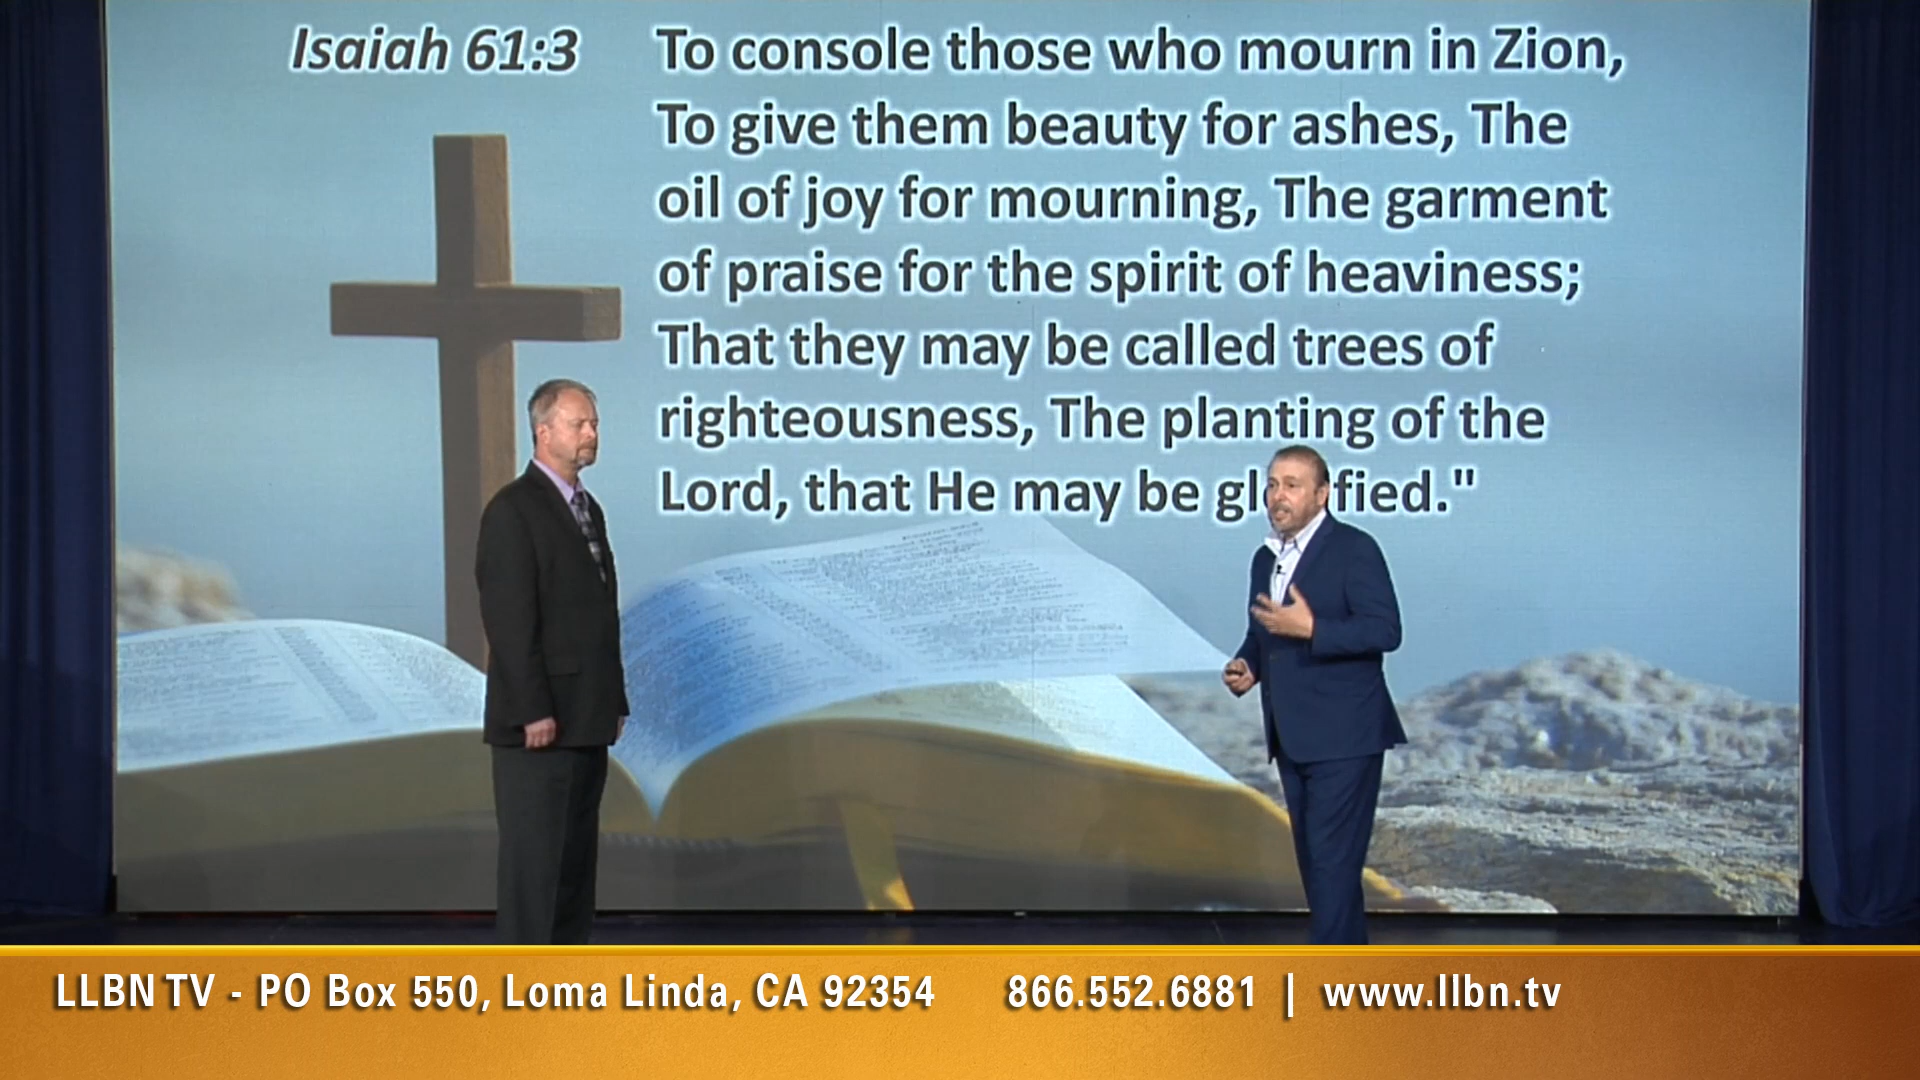 Isaiah 61:3 To console those who mourn in Zion,
To give them beauty for ashes, The
oil of joy for mourning, The garment
of praise for the spirit of heaviness;
That they may be called trees of
righteousness, The planting of the
Lord, that He may be glorified."
LLBN TV - PO Box 550, Loma Linda, CA 92354 866.552.6881 | www.llbn.tv